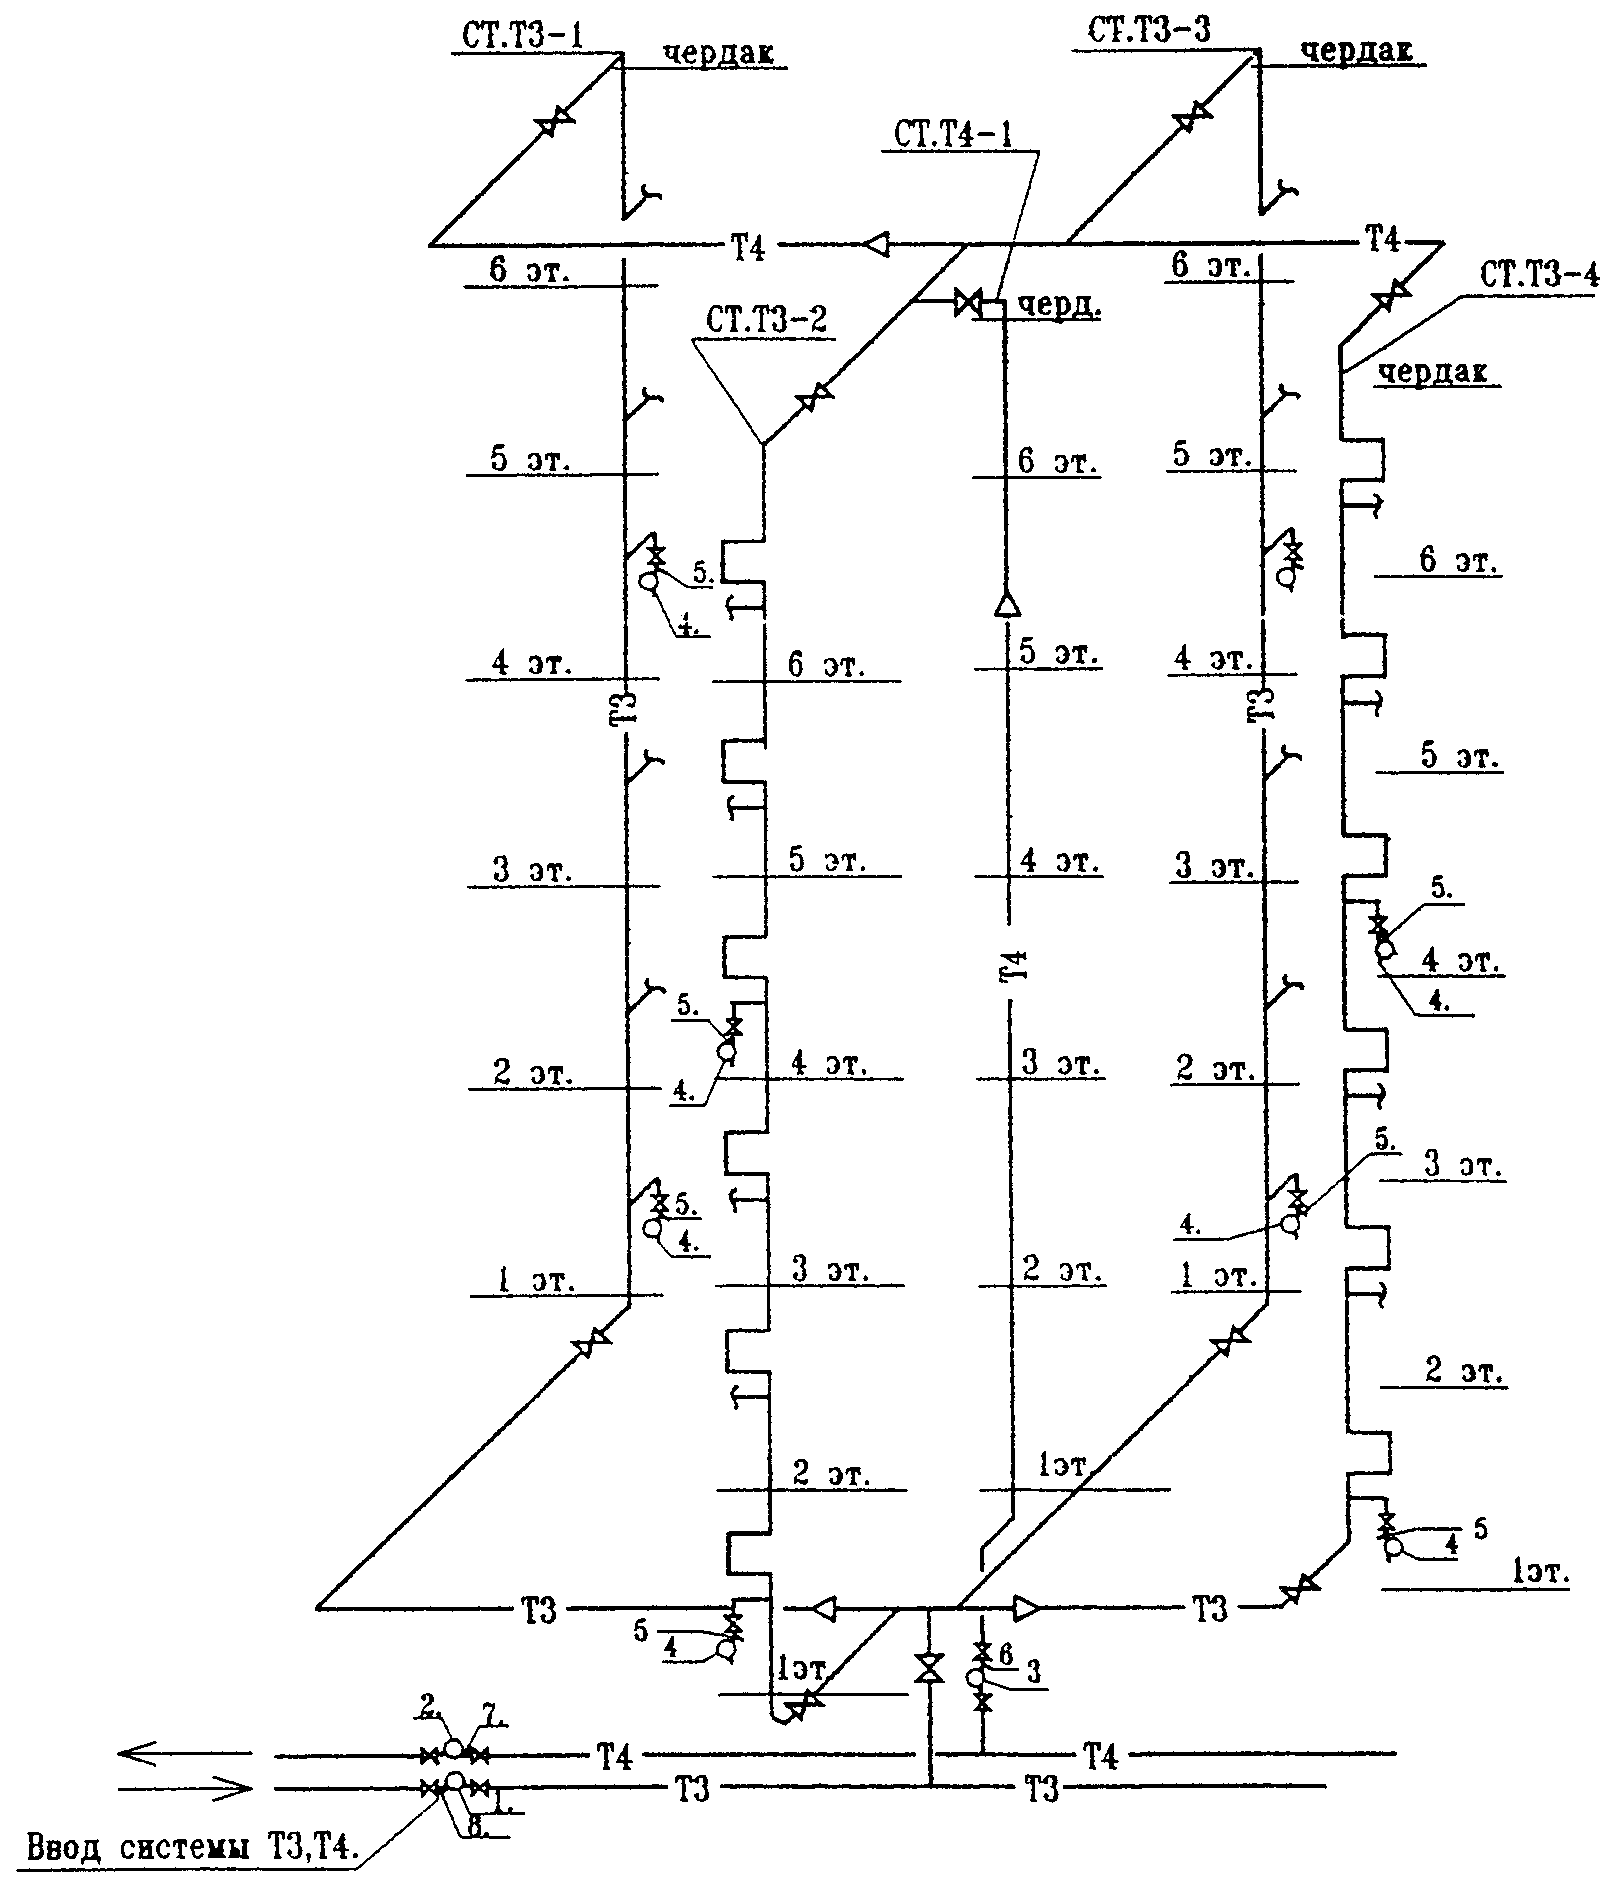 СТ.Т3-1
чердак
СТ.Т3-3
чердак
СТ.Т4-1
Т4
Т4
6 эт.
6 эт.
СТ.Т3-4
черд.
СТ.Т3-2
чердак
5 эт.
6 эт.
5 эт.
5.
6 эт.
4.
4 эт.
6 эт.
5 эт.
4 эт.
Т3
Т3
5 эт.
3 эт.
5 эт.
4 эт.
3 эт.
5.
Т4
4 эт.
5.
4.
2 эт.
4 эт.
3 эт.
2 эт.
4.
5.
3 эт.
5.
4.
4.
1 эт.
3 эт.
2 эт.
1 эт.
2 эт.
2 эт.
1эт.
5
4
1эт.
Т3
Т3
5
4
1эт.
6
3
2.
7.
Т4
Т4
Т3
Т3
1.
8.
Ввод системы Т3,Т4.